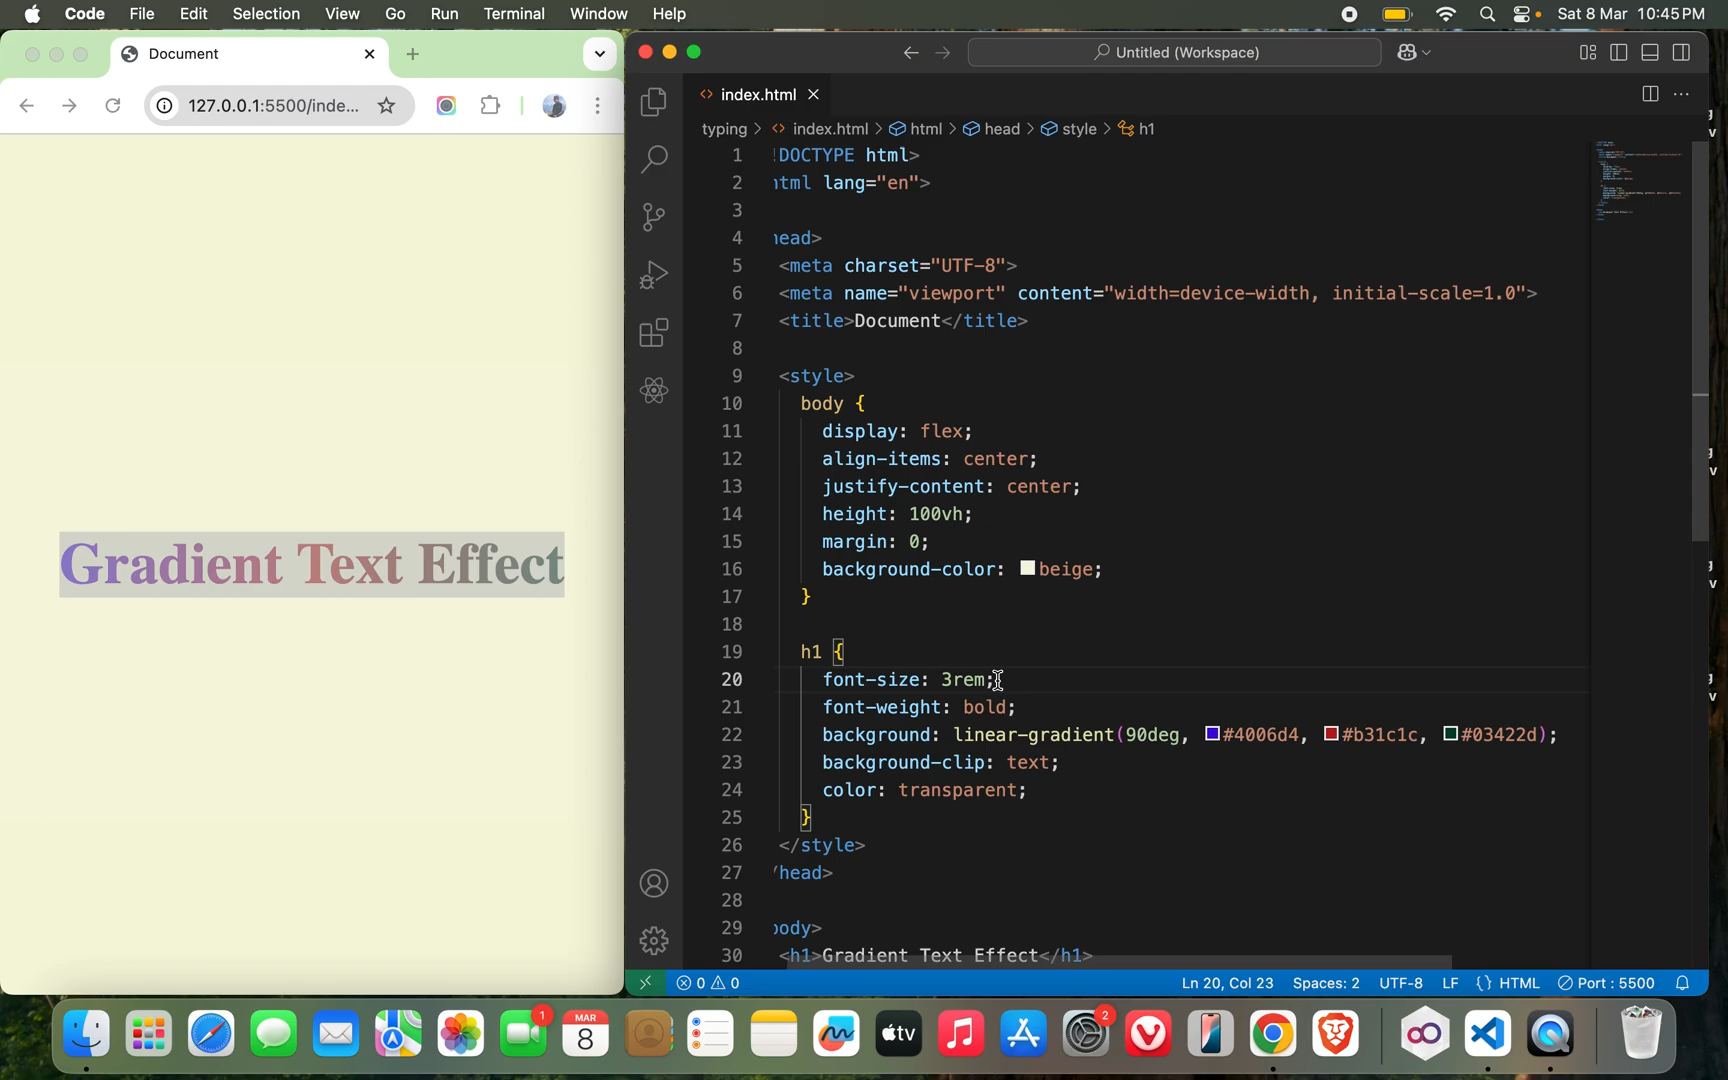 Code File Edit Selection View Go Run Terminal Window Help Sat 8 Mar 10:45 PM
Document
127.0.0.1:5500/inde...
Gradient Text Effect
Untitled (Workspace)
index.html
typing > index.html > html > head > style > h1
1 !DOCTYPE html>
2 html lang="en">
3
4 head>
5 <meta charset="UTF-8">
6 <meta name="viewport" content="width=device-width, initial-scale=1.0">
7 <title>Document</title>
8
9 <style>
10 body {
11 display: flex;
12 align-items: center;
13 justify-content: center;
14 height: 100vh;
15 margin: 0;
16 background-color: beige;
17 }
18
19 h1 {
20 font-size: 3rem;
21 font-weight: bold;
22 background: linear-gradient(90deg, #4006d4, #b31c1c, #03422d);
23 background-clip: text;
24 color: transparent;
25 }
26 </style>
27 /head>
28
29 body>
30 <h1>Gradient Text Effect</h1>
0 0 Ln 20, Col 23 Spaces: 2 UTF-8 LF {} HTML Port : 5500
1 MAR 8 tv 2